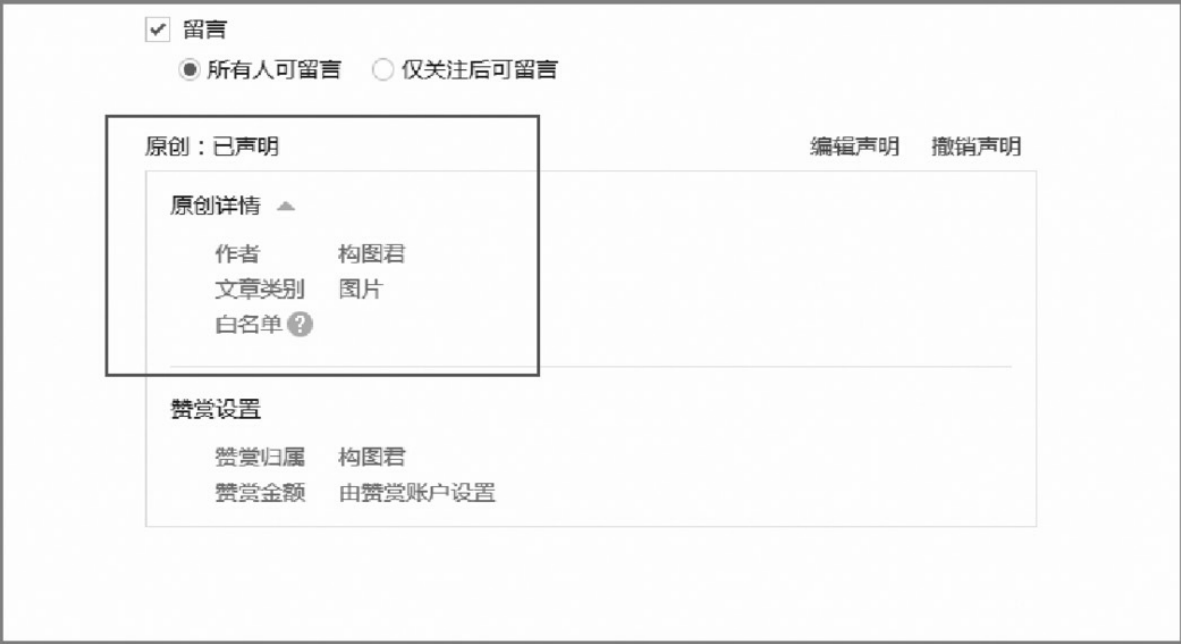 留言
所有人可留言 仅关注后可留言
原创：已声明 编辑声明 撤销声明
原创详情
作者 构图君
文章类别 图片
白名单 ?
赞赏设置
赞赏归属 构图君
赞赏金额 由赞赏账户设置